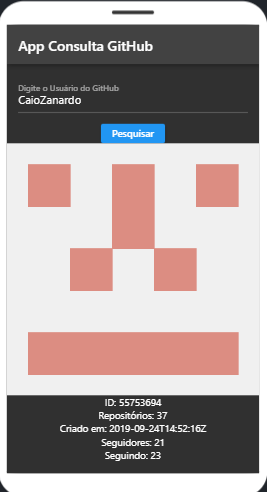 App Consulta GitHub
Digite o Usuário do GitHub
CaioZanardo
Pesquisar
ID: 55753694
Repositórios: 37
Criado em: 2019-09-24T14:52:16Z
Seguidores: 21
Seguindo: 23